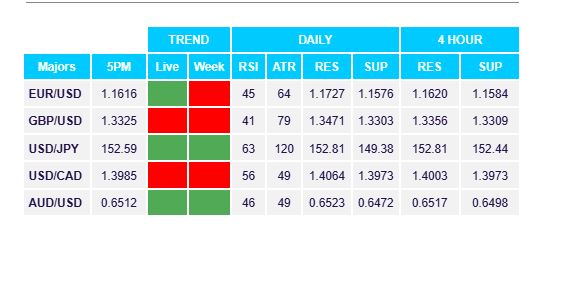 TREND DAILY 4 HOUR
Majors 5PM Live Week RSI ATR RES SUP RES SUP
EUR/USD 1.1616 45 64 1.1727 1.1576 1.1620 1.1584
GBP/USD 1.3325 41 79 1.3471 1.3303 1.3356 1.3309
USD/JPY 152.59 63 120 152.81 149.38 152.81 152.44
USD/CAD 1.3985 56 49 1.4064 1.3973 1.4003 1.3973
AUD/USD 0.6512 46 49 0.6523 0.6472 0.6517 0.6498